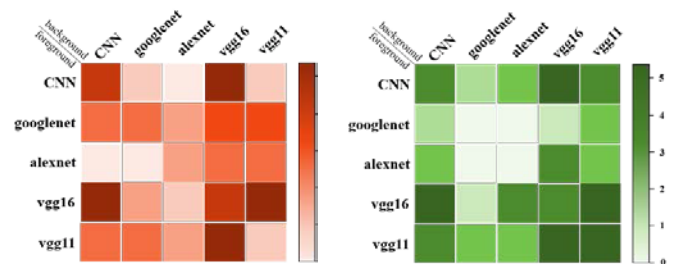 background
foreground
CNN
googlenet
alexnet
vgg16
vgg11
CNN
googlenet
alexnet
vgg16
vgg11
background
foreground
CNN
googlenet
alexnet
vgg16
vgg11
CNN
googlenet
alexnet
vgg16
vgg11
5
4
3
2
1
0